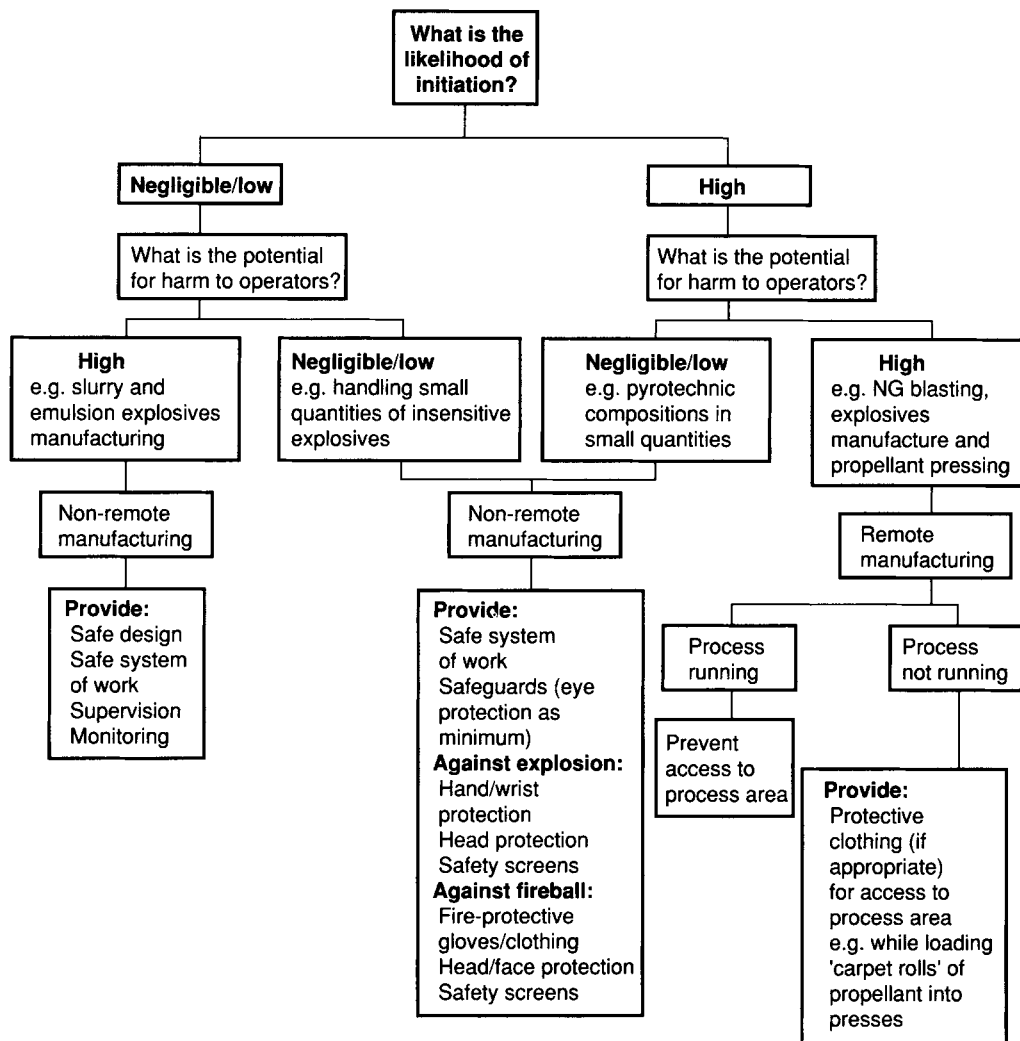 What is the
likelihood of
initiation?
Negligible/low
High
What is the potential
for harm to operators?
What is the potential
for harm to operators?
High
e.g. slurry and
emulsion explosives
manufacturing
Negligible/low
e.g. handling small
quantities of insensitive
explosives
Negligible/low
e.g. pyrotechnic
compositions in
small quantities
High
e.g. NG blasting,
explosives
manufacture and
propellant pressing
Non-remote
manufacturing
Non-remote
manufacturing
Remote
manufacturing
Provide:
Safe design
Safe system
of work
Supervision
Monitoring
Provide:
Safe system
of work
Safeguards (eye
protection as
minimum)
Against explosion:
Hand/wrist
protection
Head protection
Safety screens
Against fireball:
Fire-protective
gloves/clothing
Head/face protection
Safety screens
Process
running
Process
not running
Prevent
access to
process area
Provide:
Protective
clothing (if
appropriate)
for access to
process area
e.g. while loading
'carpet rolls' of
propellant into
presses